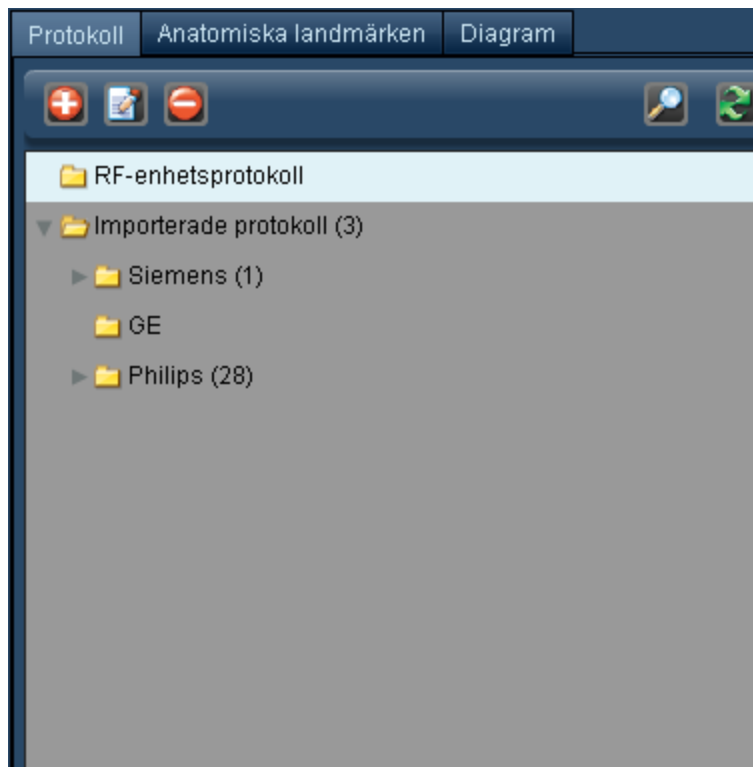 Protokoll Anatomiska landmärken Diagram
RF-enhetsprotokoll
Importerade protokoll (3)
Siemens (1)
GE
Philips (28)